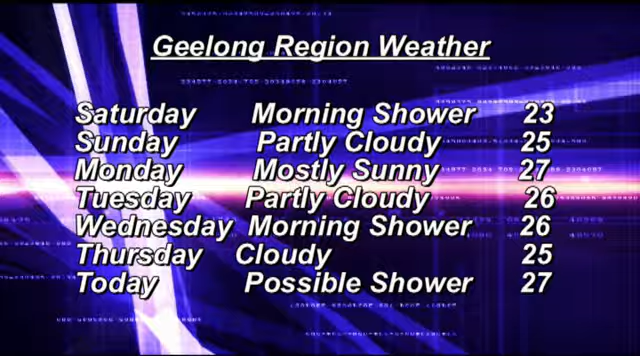 Geelong Region Weather
Saturday Morning Shower 23
Sunday Partly Cloudy 25
Monday Mostly Sunny 27
Tuesday Partly Cloudy 26
Wednesday Morning Shower 26
Thursday Cloudy 25
Today Possible Shower 27